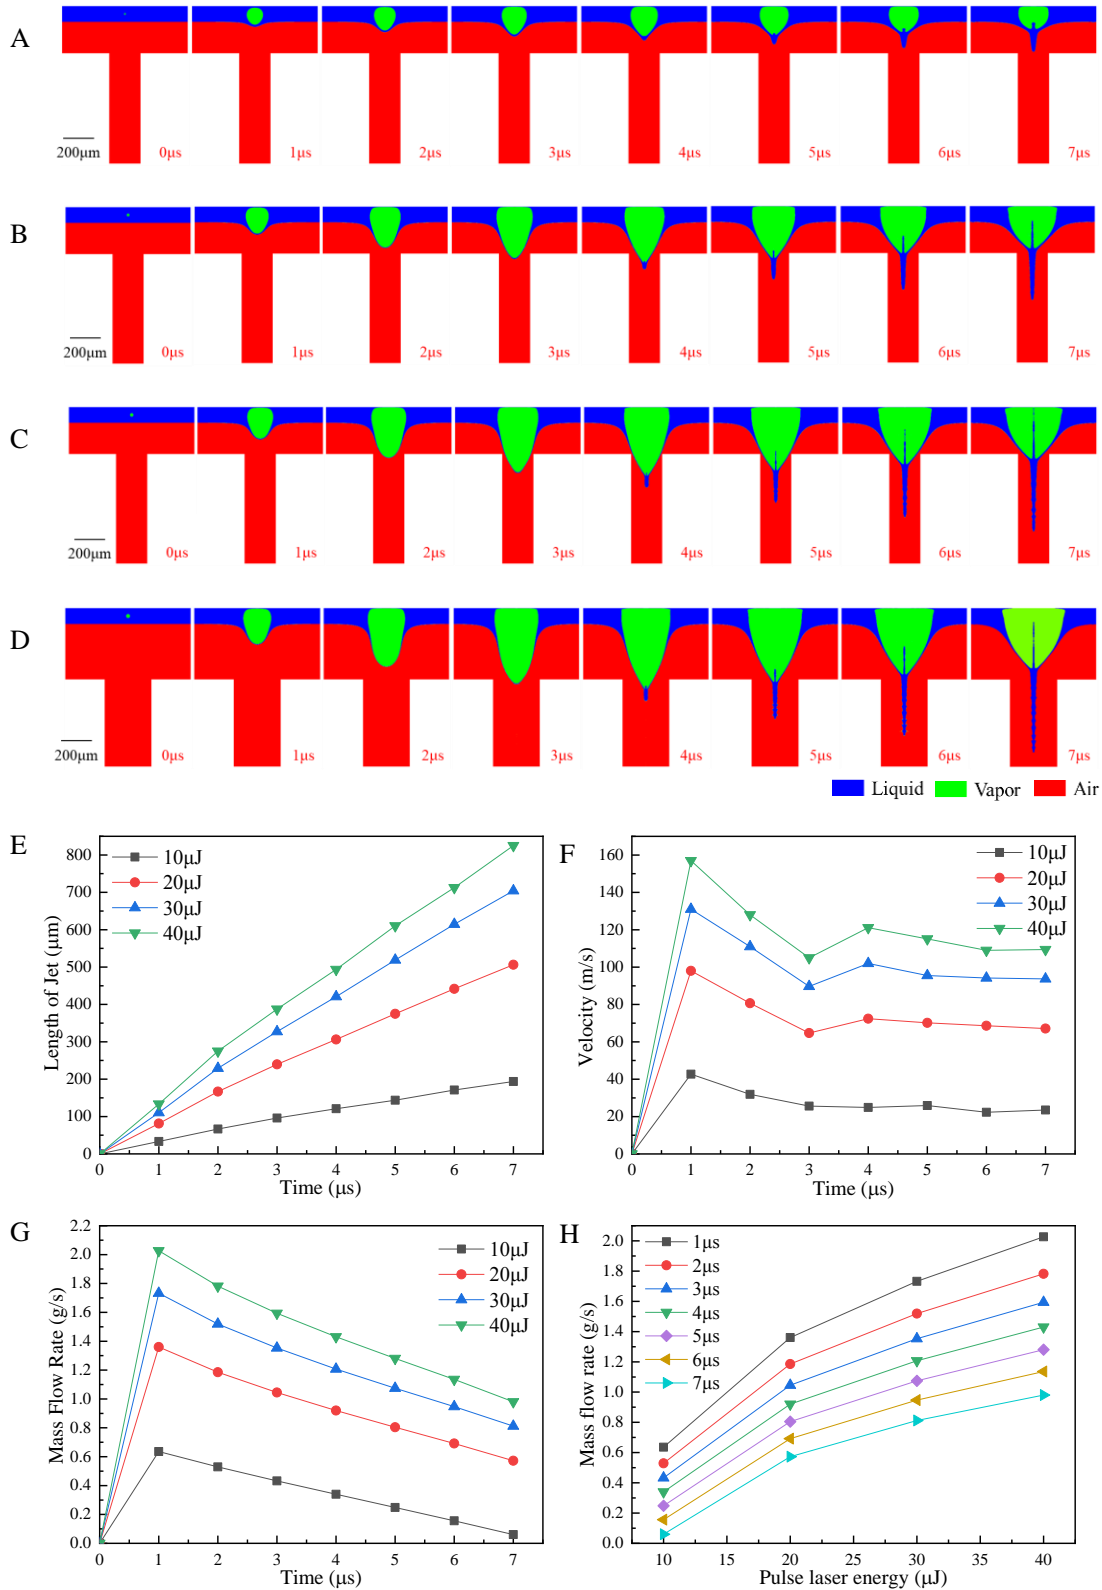 A
200μm
0μs 1μs 2μs 3μs 4μs 5μs 6μs 7μs
B
200μm
0μs 1μs 2μs 3μs 4μs 5μs 6μs 7μs
C
200μm
0μs 1μs 2μs 3μs 4μs 5μs 6μs 7μs
D
200μm
0μs 1μs 2μs 3μs 4μs 5μs 6μs 7μs
Liquid Vapor Air
E
Length of Jet (μm)
800
700
600
500
400
300
200
100
0
10μJ
20μJ
30μJ
40μJ
0 1 2 3 4 5 6 7
Time (μs)
F
Velocity (m/s)
160
140
120
100
80
60
40
20
0
10μJ
20μJ
30μJ
40μJ
0 1 2 3 4 5 6 7
Time (μs)
G
Mass Flow Rate (g/s)
2.2
2.0
1.8
1.6
1.4
1.2
1.0
0.8
0.6
0.4
0.2
0.0
10μJ
20μJ
30μJ
40μJ
0 1 2 3 4 5 6 7
Time (μs)
H
Mass flow rate (g/s)
2.0
1.8
1.6
1.4
1.2
1.0
0.8
0.6
0.4
0.2
0.0
1μs
2μs
3μs
4μs
5μs
6μs
7μs
10 15 20 25 30 35 40
Pulse laser energy (μJ)